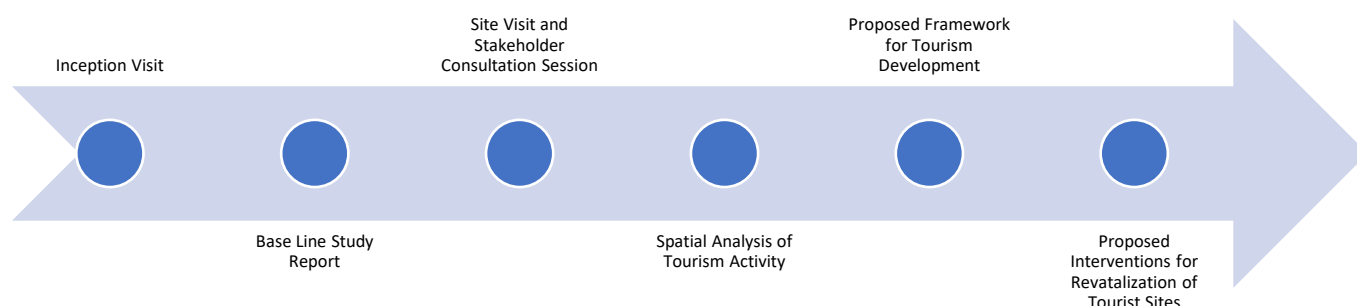 Inception Visit
Base Line Study
Report
Site Visit and
Stakeholder
Consultation Session
Spatial Analysis of
Tourism Activity
Proposed Framework
for Tourism
Development
Proposed
Interventions for
Revatalization of
Tourist Sites